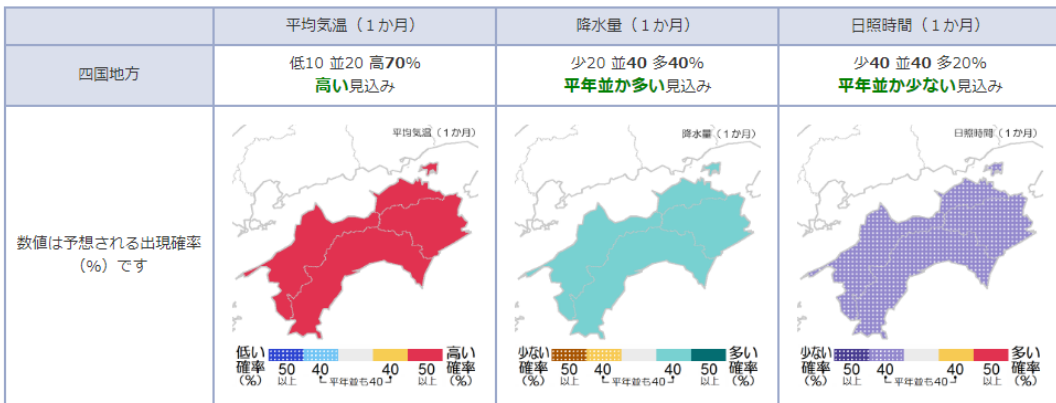 平均気温（１か月）
降水量（１か月）
日照時間（１か月）
四国地方
低10 並20 高70%
高い見込み
少20 並40 多40%
平年並か多い見込み
少40 並40 多20%
平年並か少ない見込み
数値は予想される出現確率
（%）です
平均気温（１か月）
低い
確率
（%）
50
以上
40
平年並も40
40
50
以上
高い
確率
（%）
降水量（１か月）
少ない
確率
（%）
50
以上
40
平年並も40
40
50
以上
多い
確率
（%）
日照時間（１か月）
少ない
確率
（%）
50
以上
40
平年並も40
40
50
以上
多い
確率
（%）